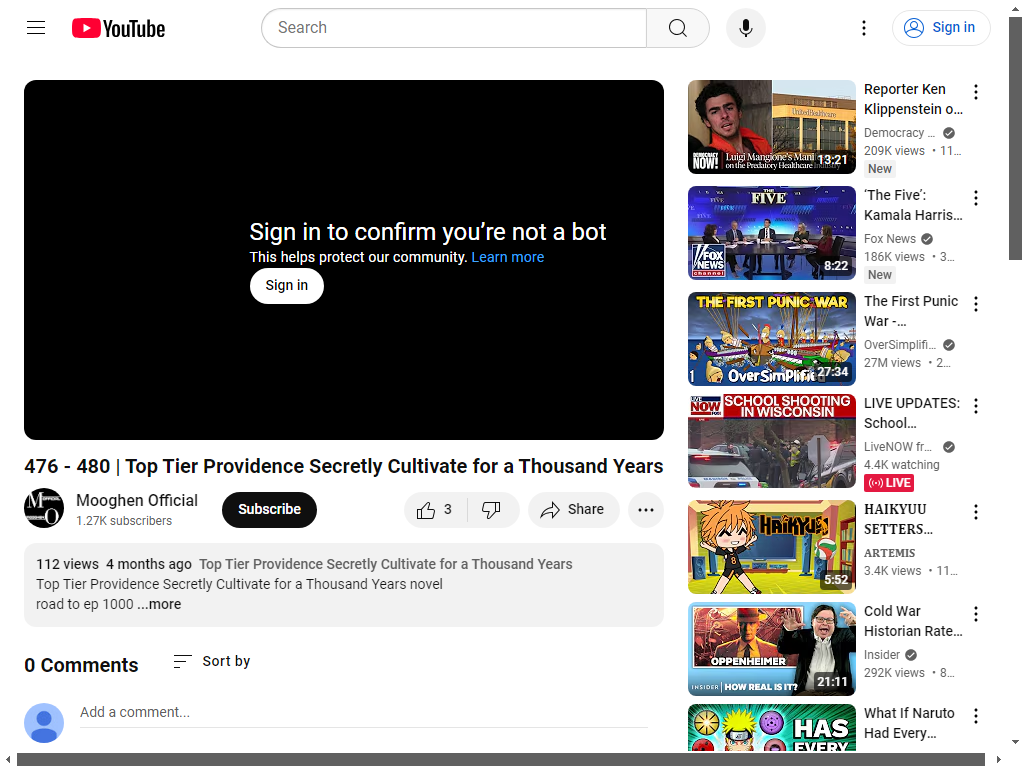 YouTube
Search
Sign in
Sign in to confirm you’re not a bot
This helps protect our community. Learn more
Sign in
476 - 480 | Top Tier Providence Secretly Cultivate for a Thousand Years
Mooghen Official
1.27K subscribers
Subscribe
3
Share
112 views 4 months ago Top Tier Providence Secretly Cultivate for a Thousand Years
Top Tier Providence Secretly Cultivate for a Thousand Years novel
road to ep 1000 ...more
0 Comments
Sort by
Add a comment...
UnitedHealthcare
DEMOCRACY NOW!
Luigi Mangione's Mani
on the Predatory Healthcare Industry
13:21
Reporter Ken
Klippenstein o...
Democracy ...
209K views • 11...
New
THE FIVE
FOX NEWS channel
8:22
‘The Five’:
Kamala Harris...
Fox News
186K views • 3...
New
THE FIRST PUNIC WAR
1
OverSimplifie
27:34
The First Punic
War -...
OverSimplifi...
27M views • 2...
LIVE NOW FOX
SCHOOL SHOOTING
IN WISCONSIN
LIVE UPDATES:
School...
LiveNOW fr...
4.4K watching
LIVE
HAIKYUU
8
5:52
HAIKYUU
SETTERS...
ARTEMIS
3.4K views • 11...
OPPENHEIMER
INSIDER | HOW REAL IS IT?
21:11
Cold War
Historian Rate...
Insider
292K views • 8...
HAS
EVERY
What If Naruto
Had Every...